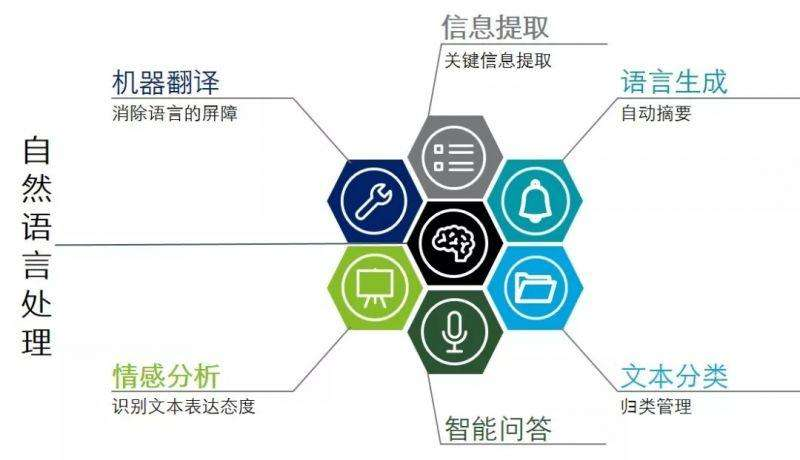 信息提取
关键信息提取
机器翻译
消除语言的屏障
语言生成
自动摘要
自然语言处理
情感分析
识别文本表达态度
文本分类
归类管理
智能问答